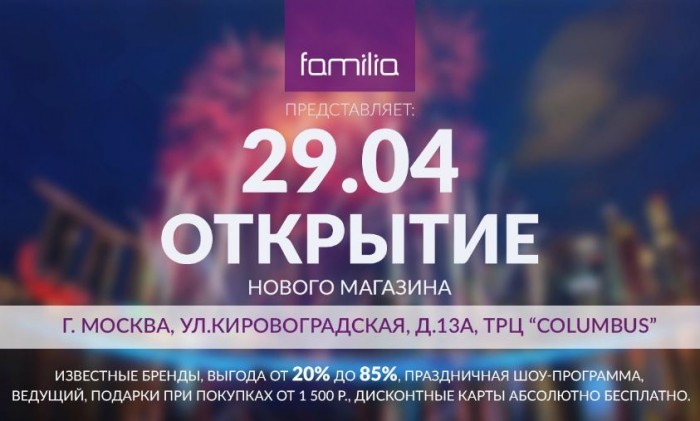 familia
ПРЕДСТАВЛЯЕТ:
29.04
ОТКРЫТИЕ
НОВОГО МАГАЗИНА
Г. МОСКВА, УЛ.КИРОВОГРАДСКАЯ, Д.13А, ТРЦ “COLUMBUS”
ИЗВЕСТНЫЕ БРЕНДЫ, ВЫГОДА ОТ 20% ДО 85%, ПРАЗДНИЧНАЯ ШОУ-ПРОГРАММА,
ВЕДУЩИЙ, ПОДАРКИ ПРИ ПОКУПКАХ ОТ 1 500 Р., ДИСКОНТНЫЕ КАРТЫ АБСОЛЮТНО БЕСПЛАТНО.